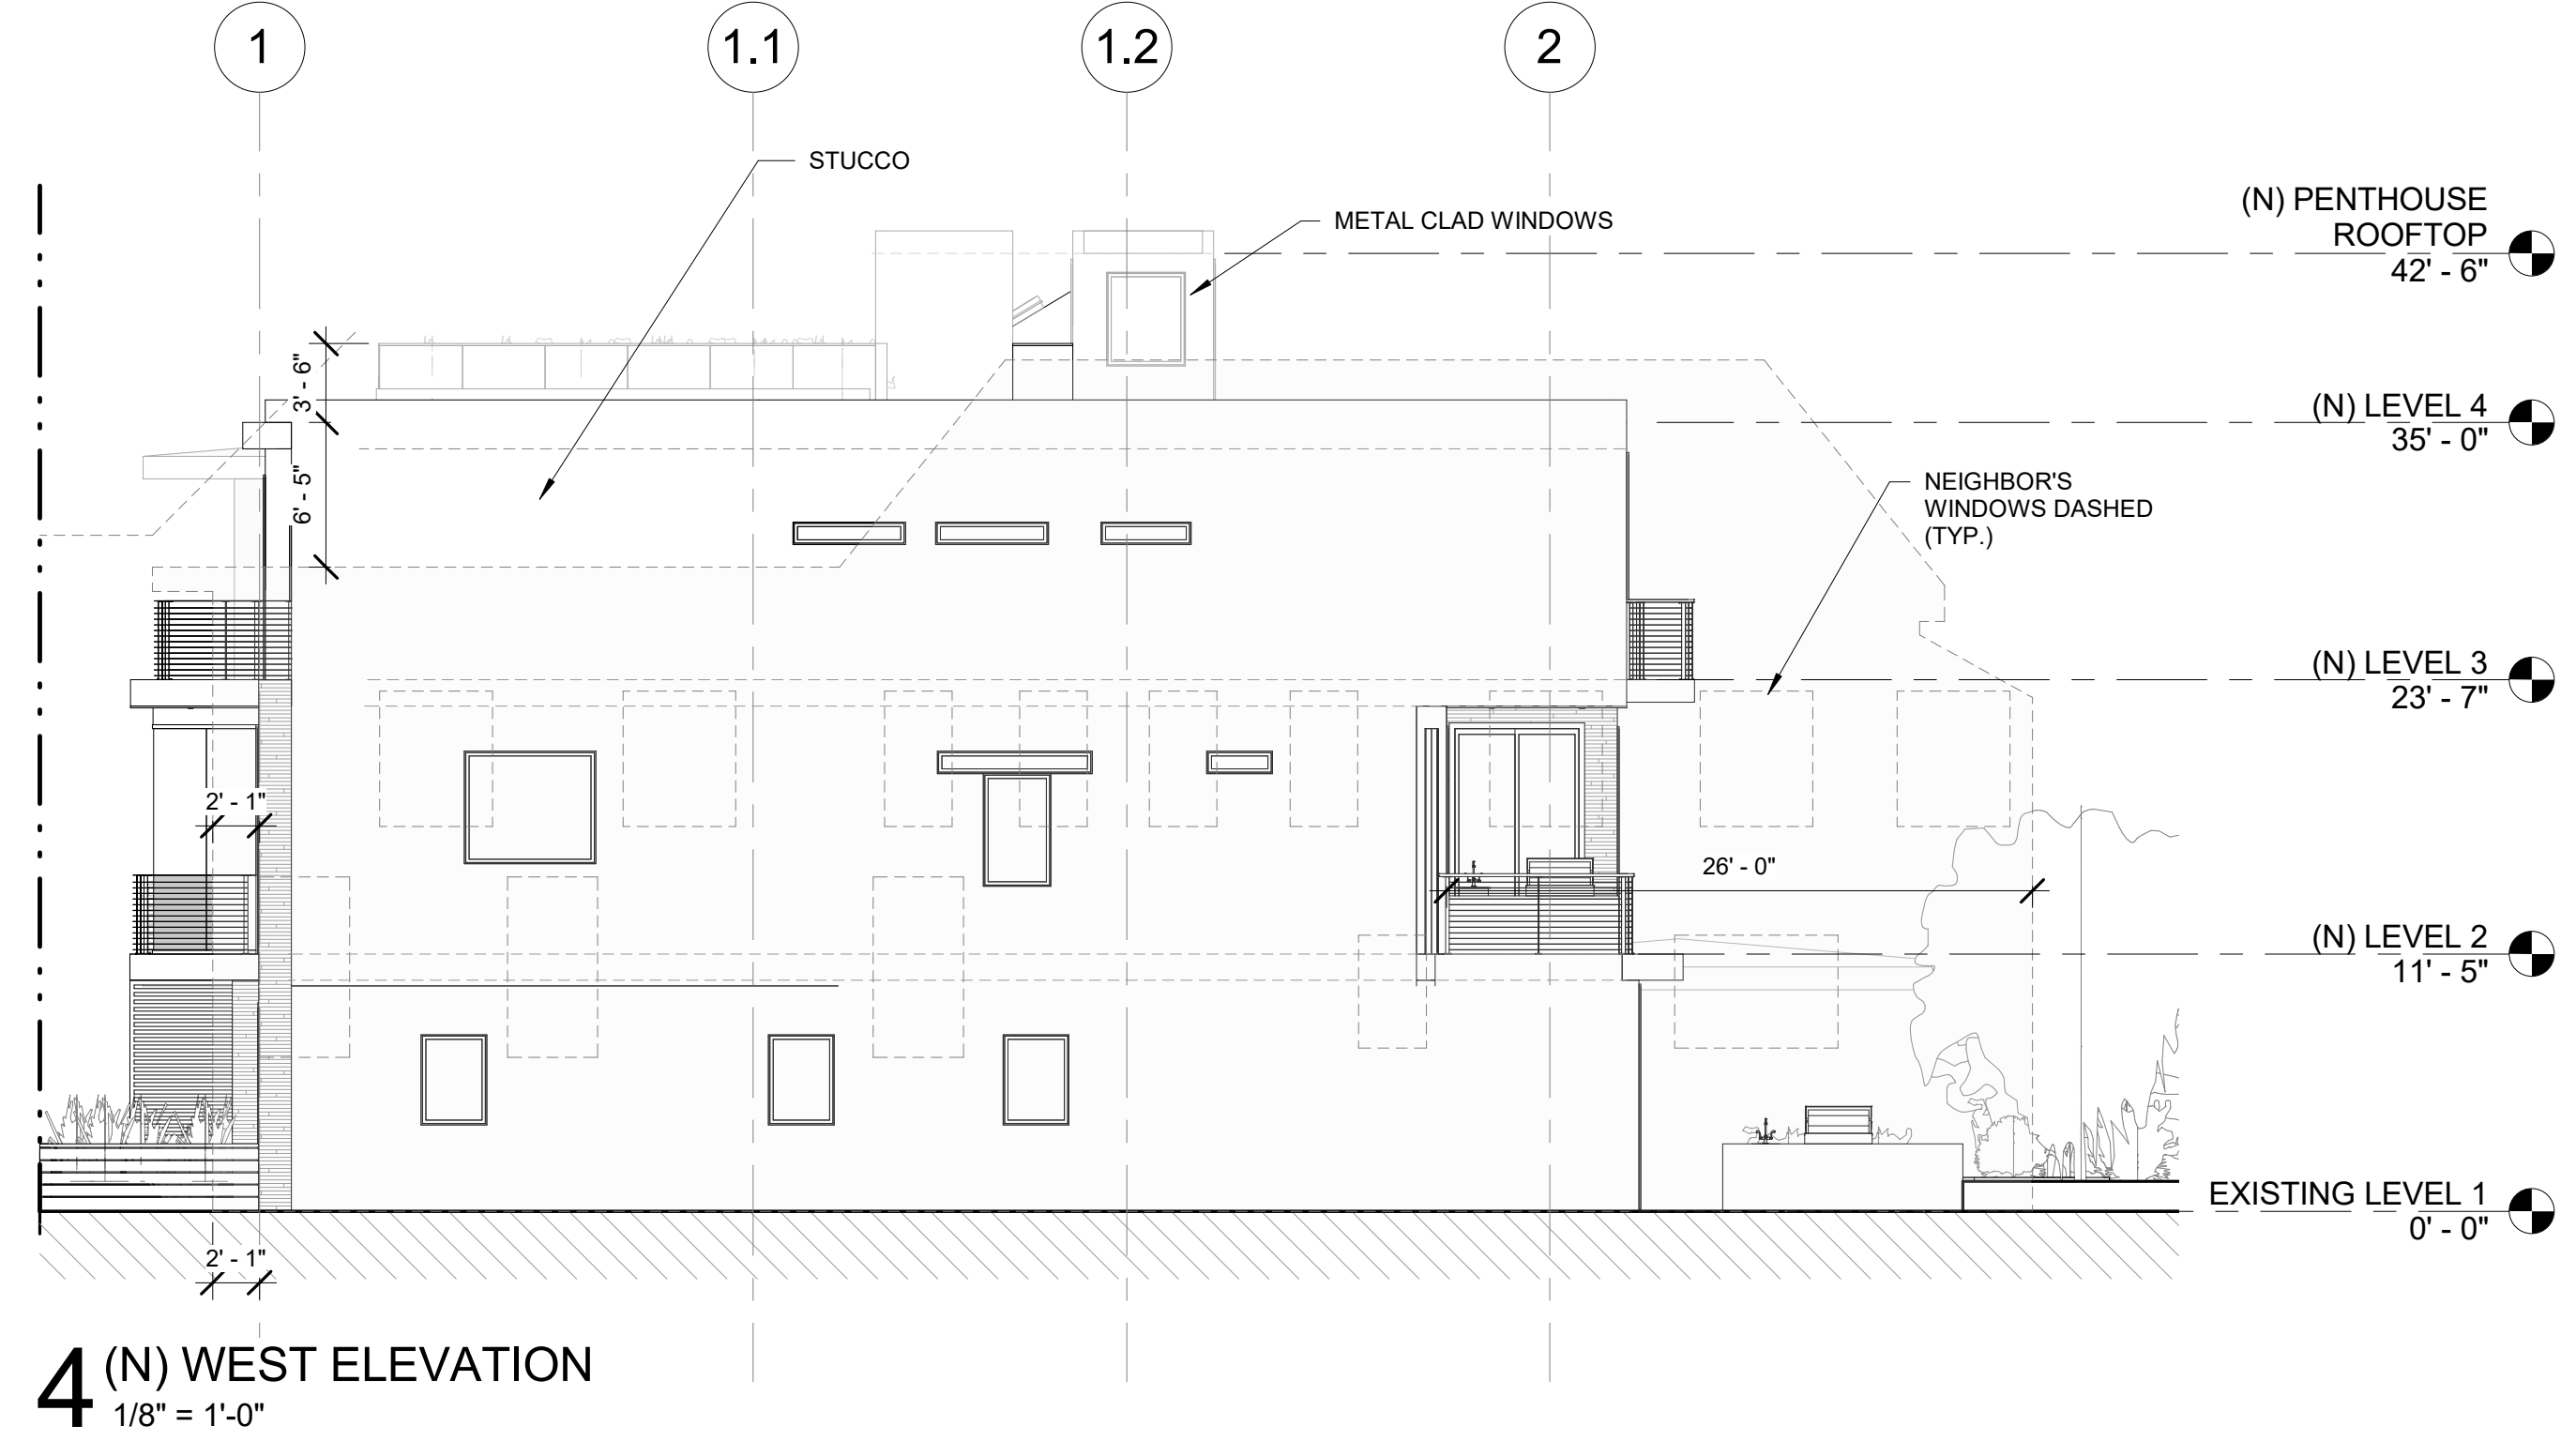 1
1.1
1.2
2
STUCCO
METAL CLAD WINDOWS
(N) PENTHOUSE
ROOFTOP
42' - 6"
3' - 6"
(N) LEVEL 4
35' - 0"
6' - 5"
NEIGHBOR'S
WINDOWS DASHED
(TYP.)
(N) LEVEL 3
23' - 7"
2' - 1"
26' - 0"
(N) LEVEL 2
11' - 5"
EXISTING LEVEL 1
0' - 0"
2' - 1"
4 (N) WEST ELEVATION
1/8" = 1'-0"